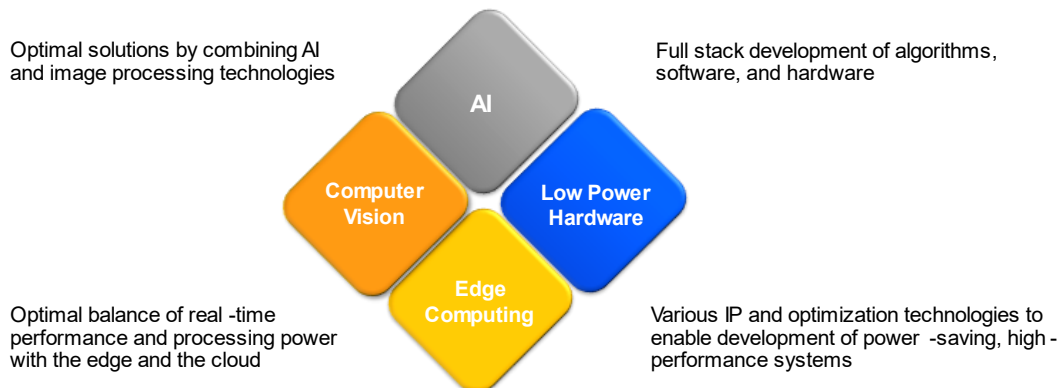 Optimal solutions by combining AI
and image processing technologies
Full stack development of algorithms,
software, and hardware
AI
Computer
Vision
Low Power
Hardware
Edge
Computing
Optimal balance of real -time
performance and processing power
with the edge and the cloud
Various IP and optimization technologies to
enable development of power -saving, high -
performance systems